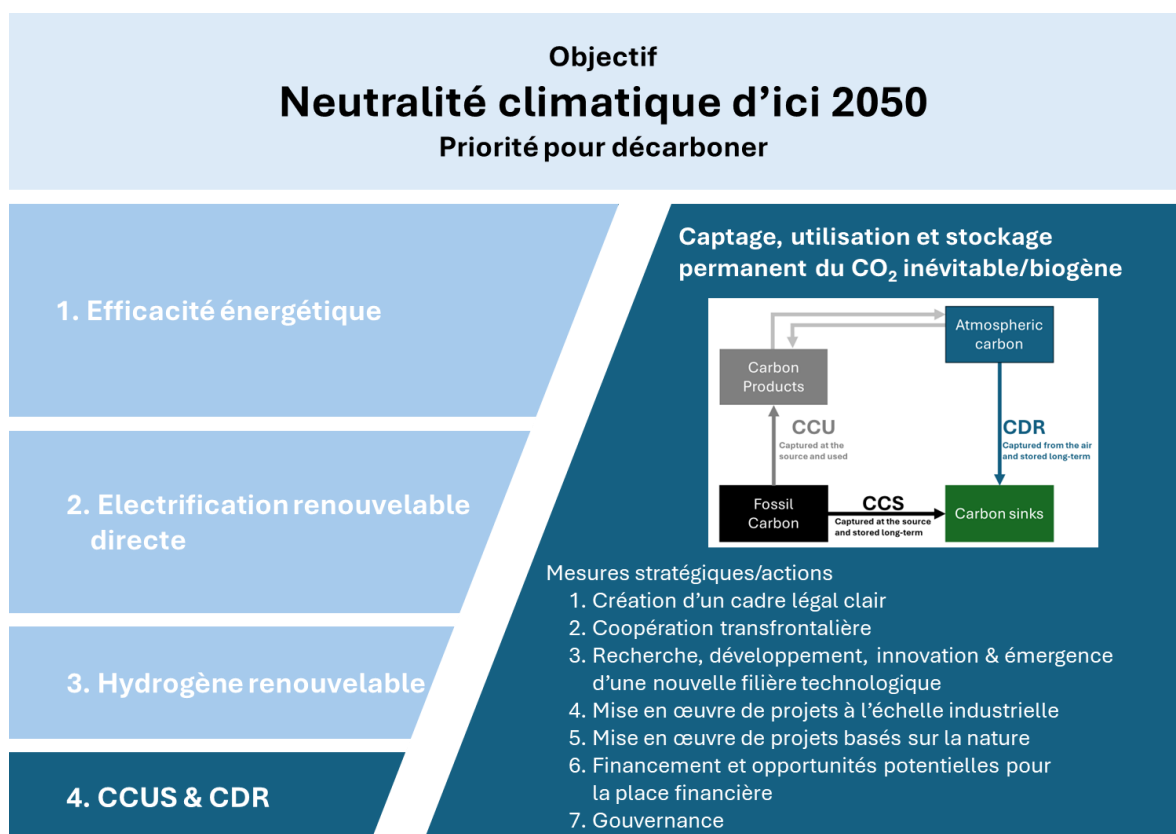 Objectif
Neutralité climatique d’ici 2050
Priorité pour décarboner
1. Efficacité énergétique
2. Electrification renouvelable
directe
3. Hydrogène renouvelable
4. CCUS & CDR
Captage, utilisation et stockage
permanent du CO₂ inévitable/biogène
Atmospheric
carbon
Carbon
Products
CCU
Captured at the
source and used
CDR
Captured from the air
and stored long-term
Fossil
Carbon
CCS
Captured at the source
and stored long-term
Carbon sinks
Mesures stratégiques/actions
1. Création d’un cadre légal clair
2. Coopération transfrontalière
3. Recherche, développement, innovation & émergence
d’une nouvelle filière technologique
4. Mise en œuvre de projets à l’échelle industrielle
5. Mise en œuvre de projets basés sur la nature
6. Financement et opportunités potentielles pour
la place financière
7. Gouvernance